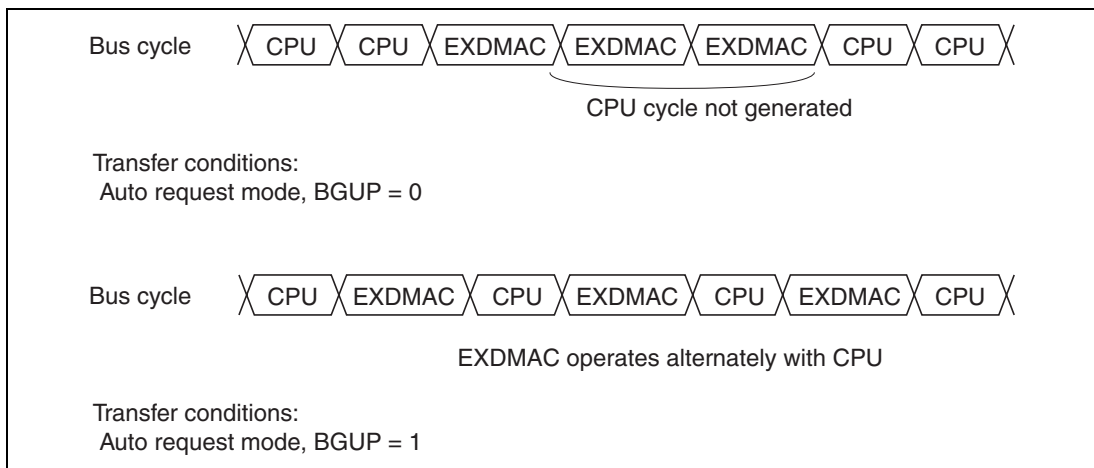 Bus cycle CPU CPU EXDMAC EXDMAC EXDMAC CPU CPU
CPU cycle not generated
Transfer conditions:
Auto request mode, BGUP = 0
Bus cycle CPU EXDMAC CPU EXDMAC CPU EXDMAC CPU
EXDMAC operates alternately with CPU
Transfer conditions:
Auto request mode, BGUP = 1